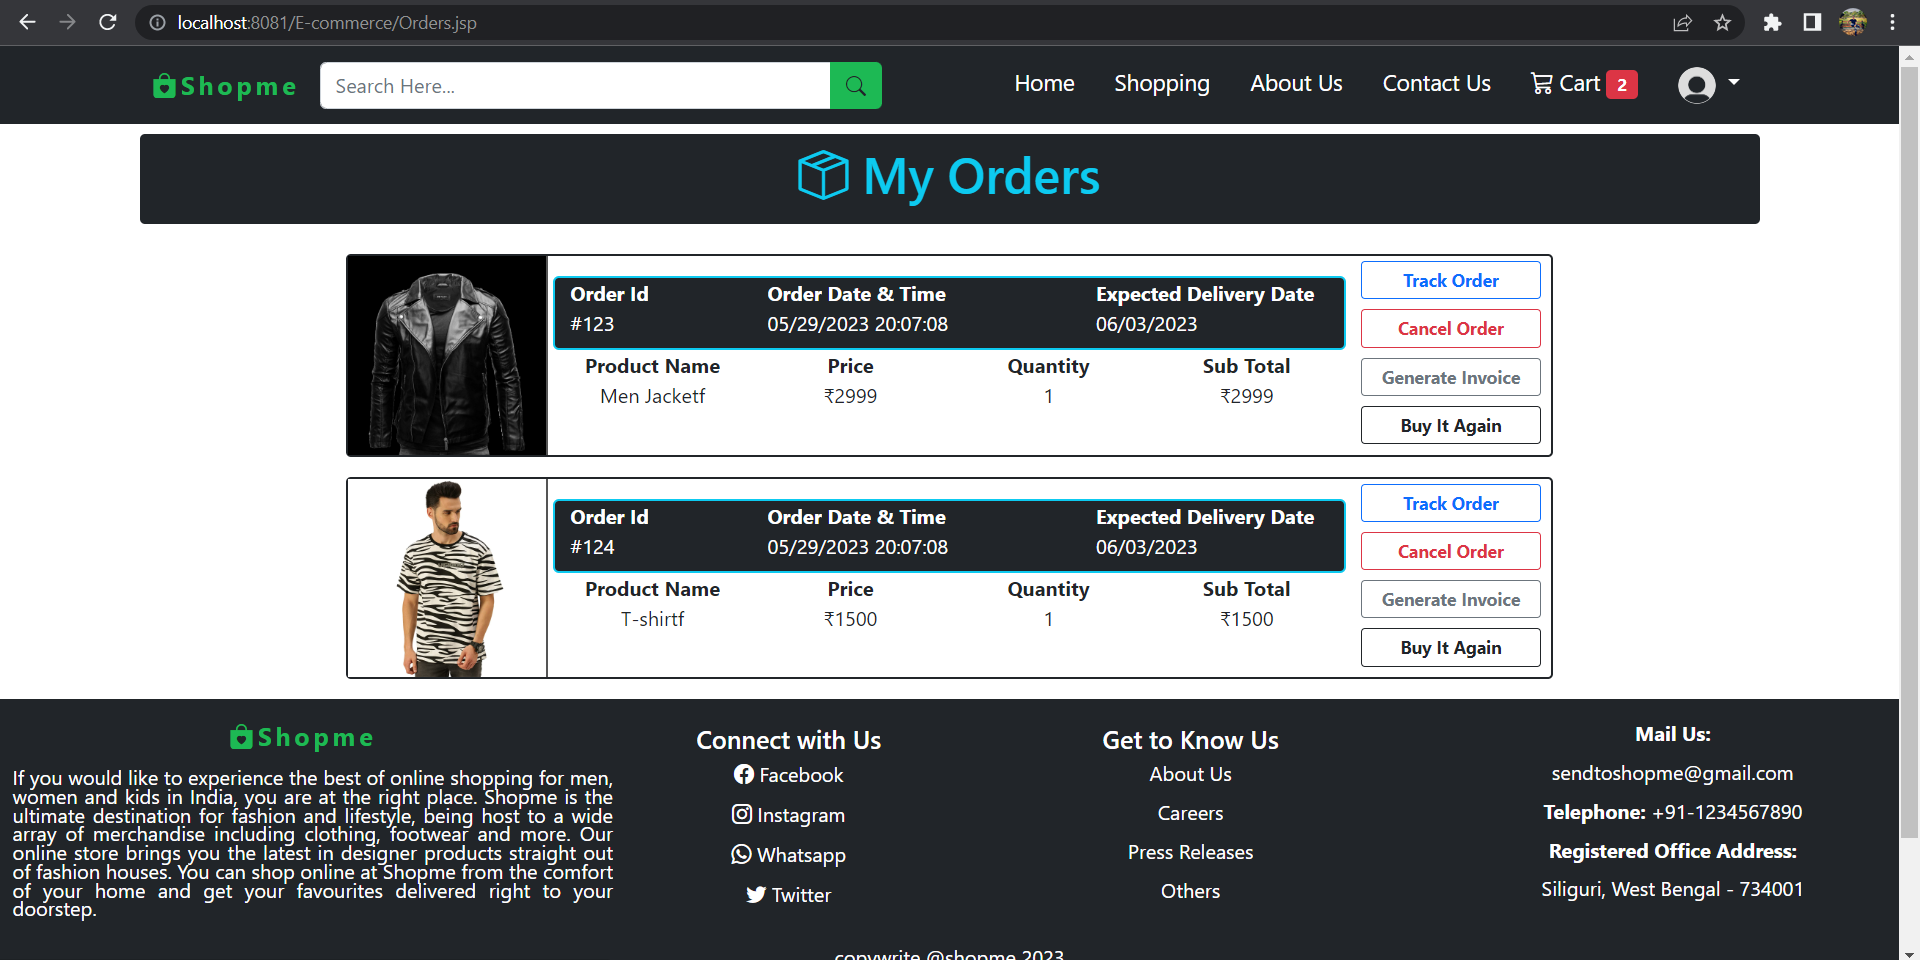 localhost:8081/E-commerce/Orders.jsp
Shopme
Search Here...
Home
Shopping
About Us
Contact Us
Cart 2
My Orders
Order Id
Order Date & Time
Expected Delivery Date
#123
05/29/2023 20:07:08
06/03/2023
Product Name
Price
Quantity
Sub Total
Men Jacketf
₹2999
1
₹2999
Track Order
Cancel Order
Generate Invoice
Buy It Again
Order Id
Order Date & Time
Expected Delivery Date
#124
05/29/2023 20:07:08
06/03/2023
Product Name
Price
Quantity
Sub Total
T-shirtf
₹1500
1
₹1500
Track Order
Cancel Order
Generate Invoice
Buy It Again
Shopme
If you would like to experience the best of online shopping for men,
women and kids in India, you are at the right place. Shopme is the
ultimate destination for fashion and lifestyle, being host to a wide
array of merchandise including clothing, footwear and more. Our
online store brings you the latest in designer products straight out
of fashion houses. You can shop online at Shopme from the comfort
of your home and get your favourites delivered right to your
doorstep.
Connect with Us
Facebook
Instagram
Whatsapp
Twitter
Get to Know Us
About Us
Careers
Press Releases
Others
Mail Us:
sendtoshopme@gmail.com
Telephone: +91-1234567890
Registered Office Address:
Siliguri, West Bengal - 734001
copywrite @shopme 2023